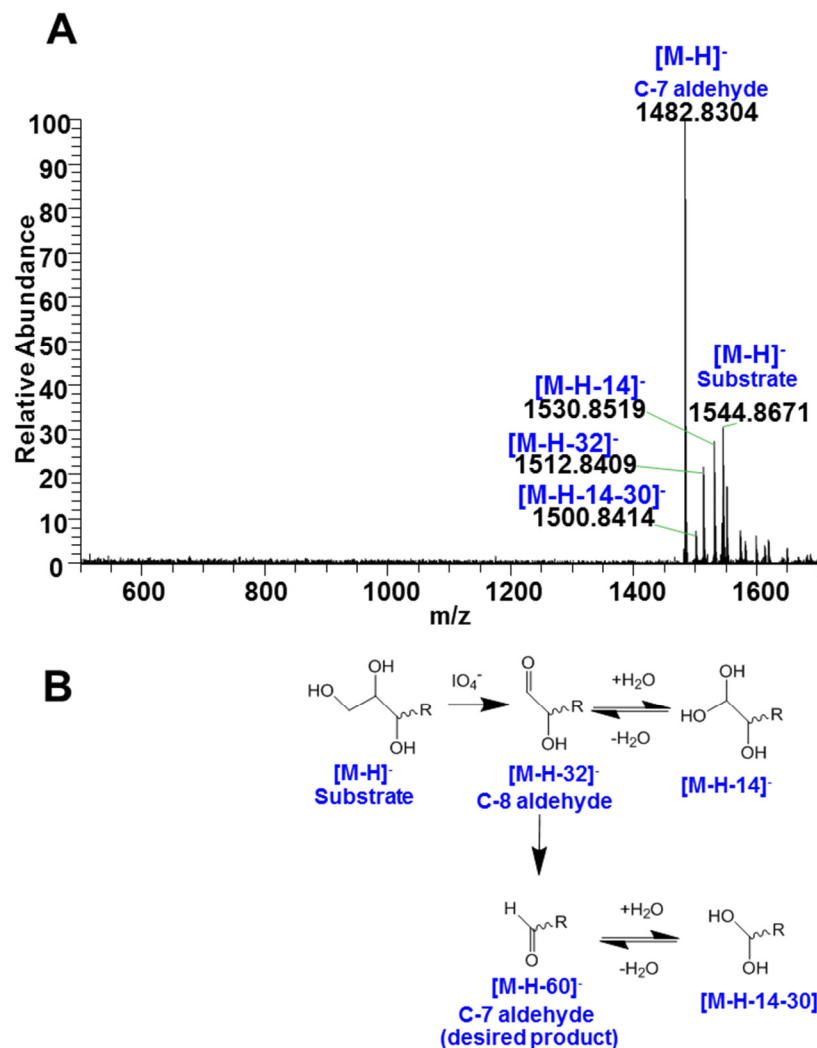 A
[M-H]-
C-7 aldehyde
1482.8304
100
90
80
70
60
50
40
30
20
10
0
Relative Abundance
[M-H]-
Substrate
1544.8671
[M-H-14]-
1530.8519
[M-H-32]-
1512.8409
[M-H-14-30]-
1500.8414
600 800 1000 1200 1400 1600
m/z
B
OH
HO
R
OH
[M-H]-
Substrate
IO4-
O
R
OH
[M-H-32]-
C-8 aldehyde
+H2O
-H2O
OH
HO
R
OH
[M-H-14]-
H
R
O
[M-H-60]-
C-7 aldehyde
(desired product)
+H2O
-H2O
HO
R
OH
[M-H-14-30]